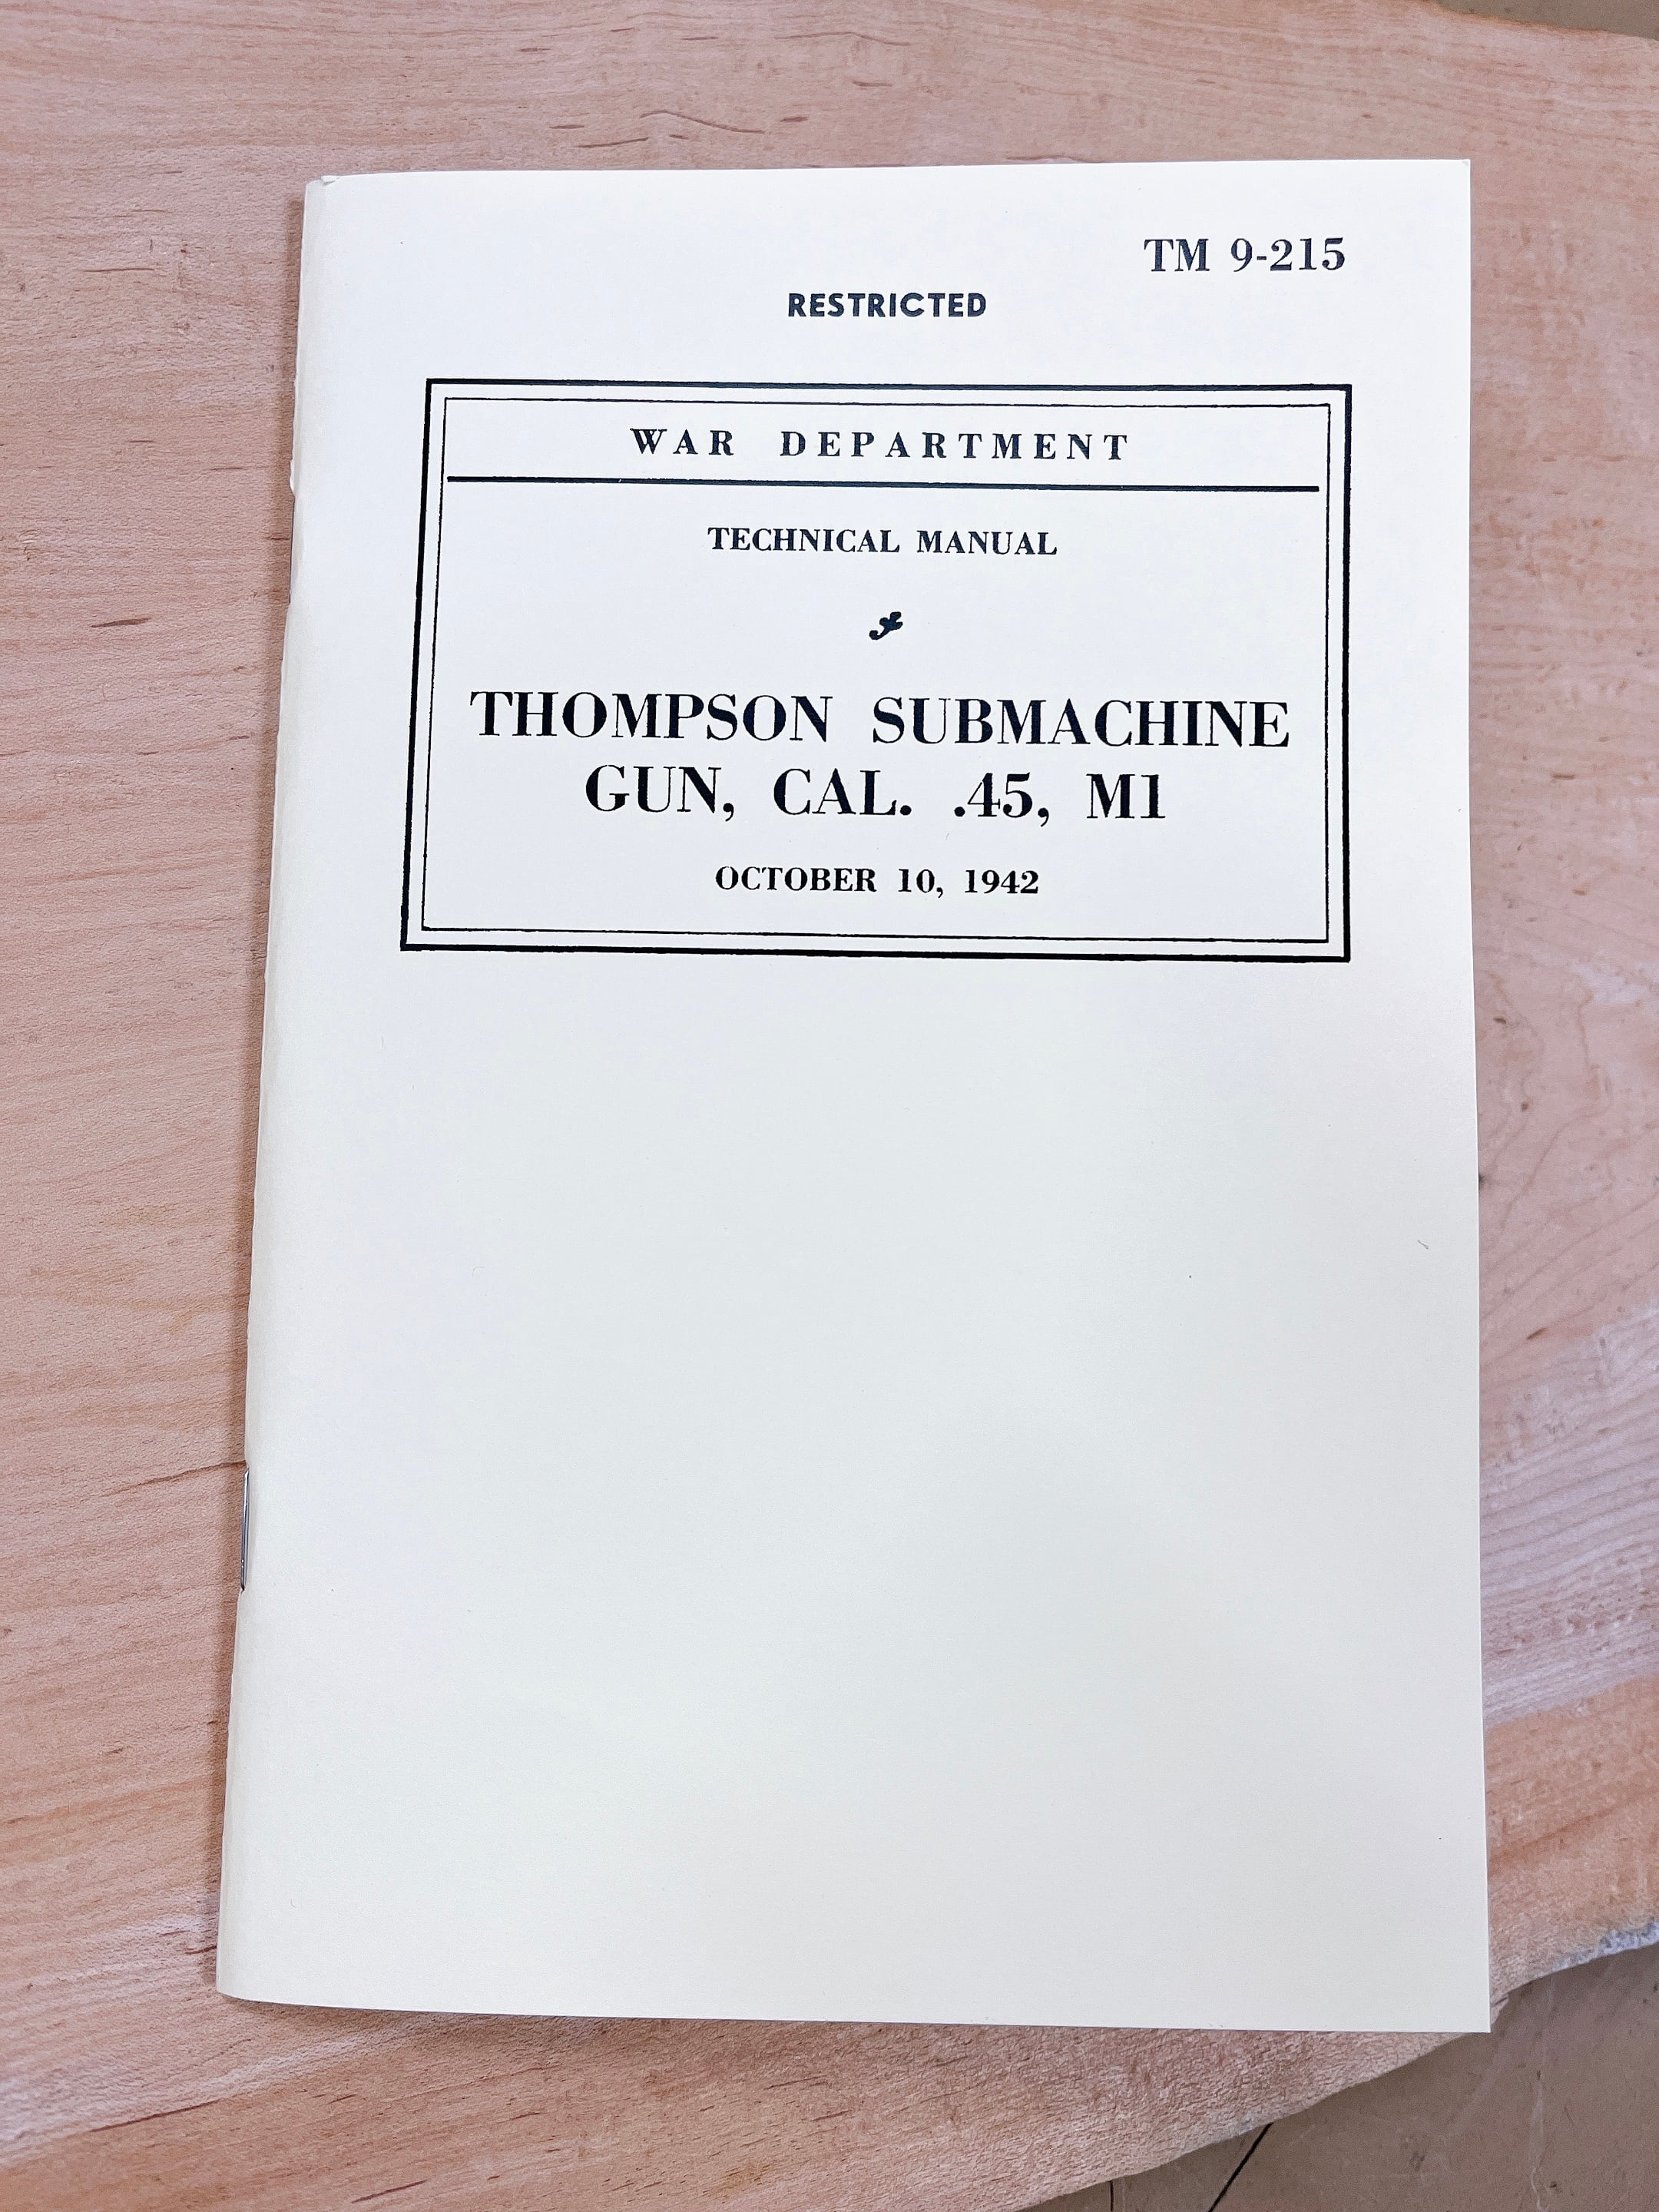 TM 9-215
RESTRICTED
WAR DEPARTMENT
TECHNICAL MANUAL
THOMPSON SUBMACHINE
GUN, CAL. .45, M1
OCTOBER 10, 1942